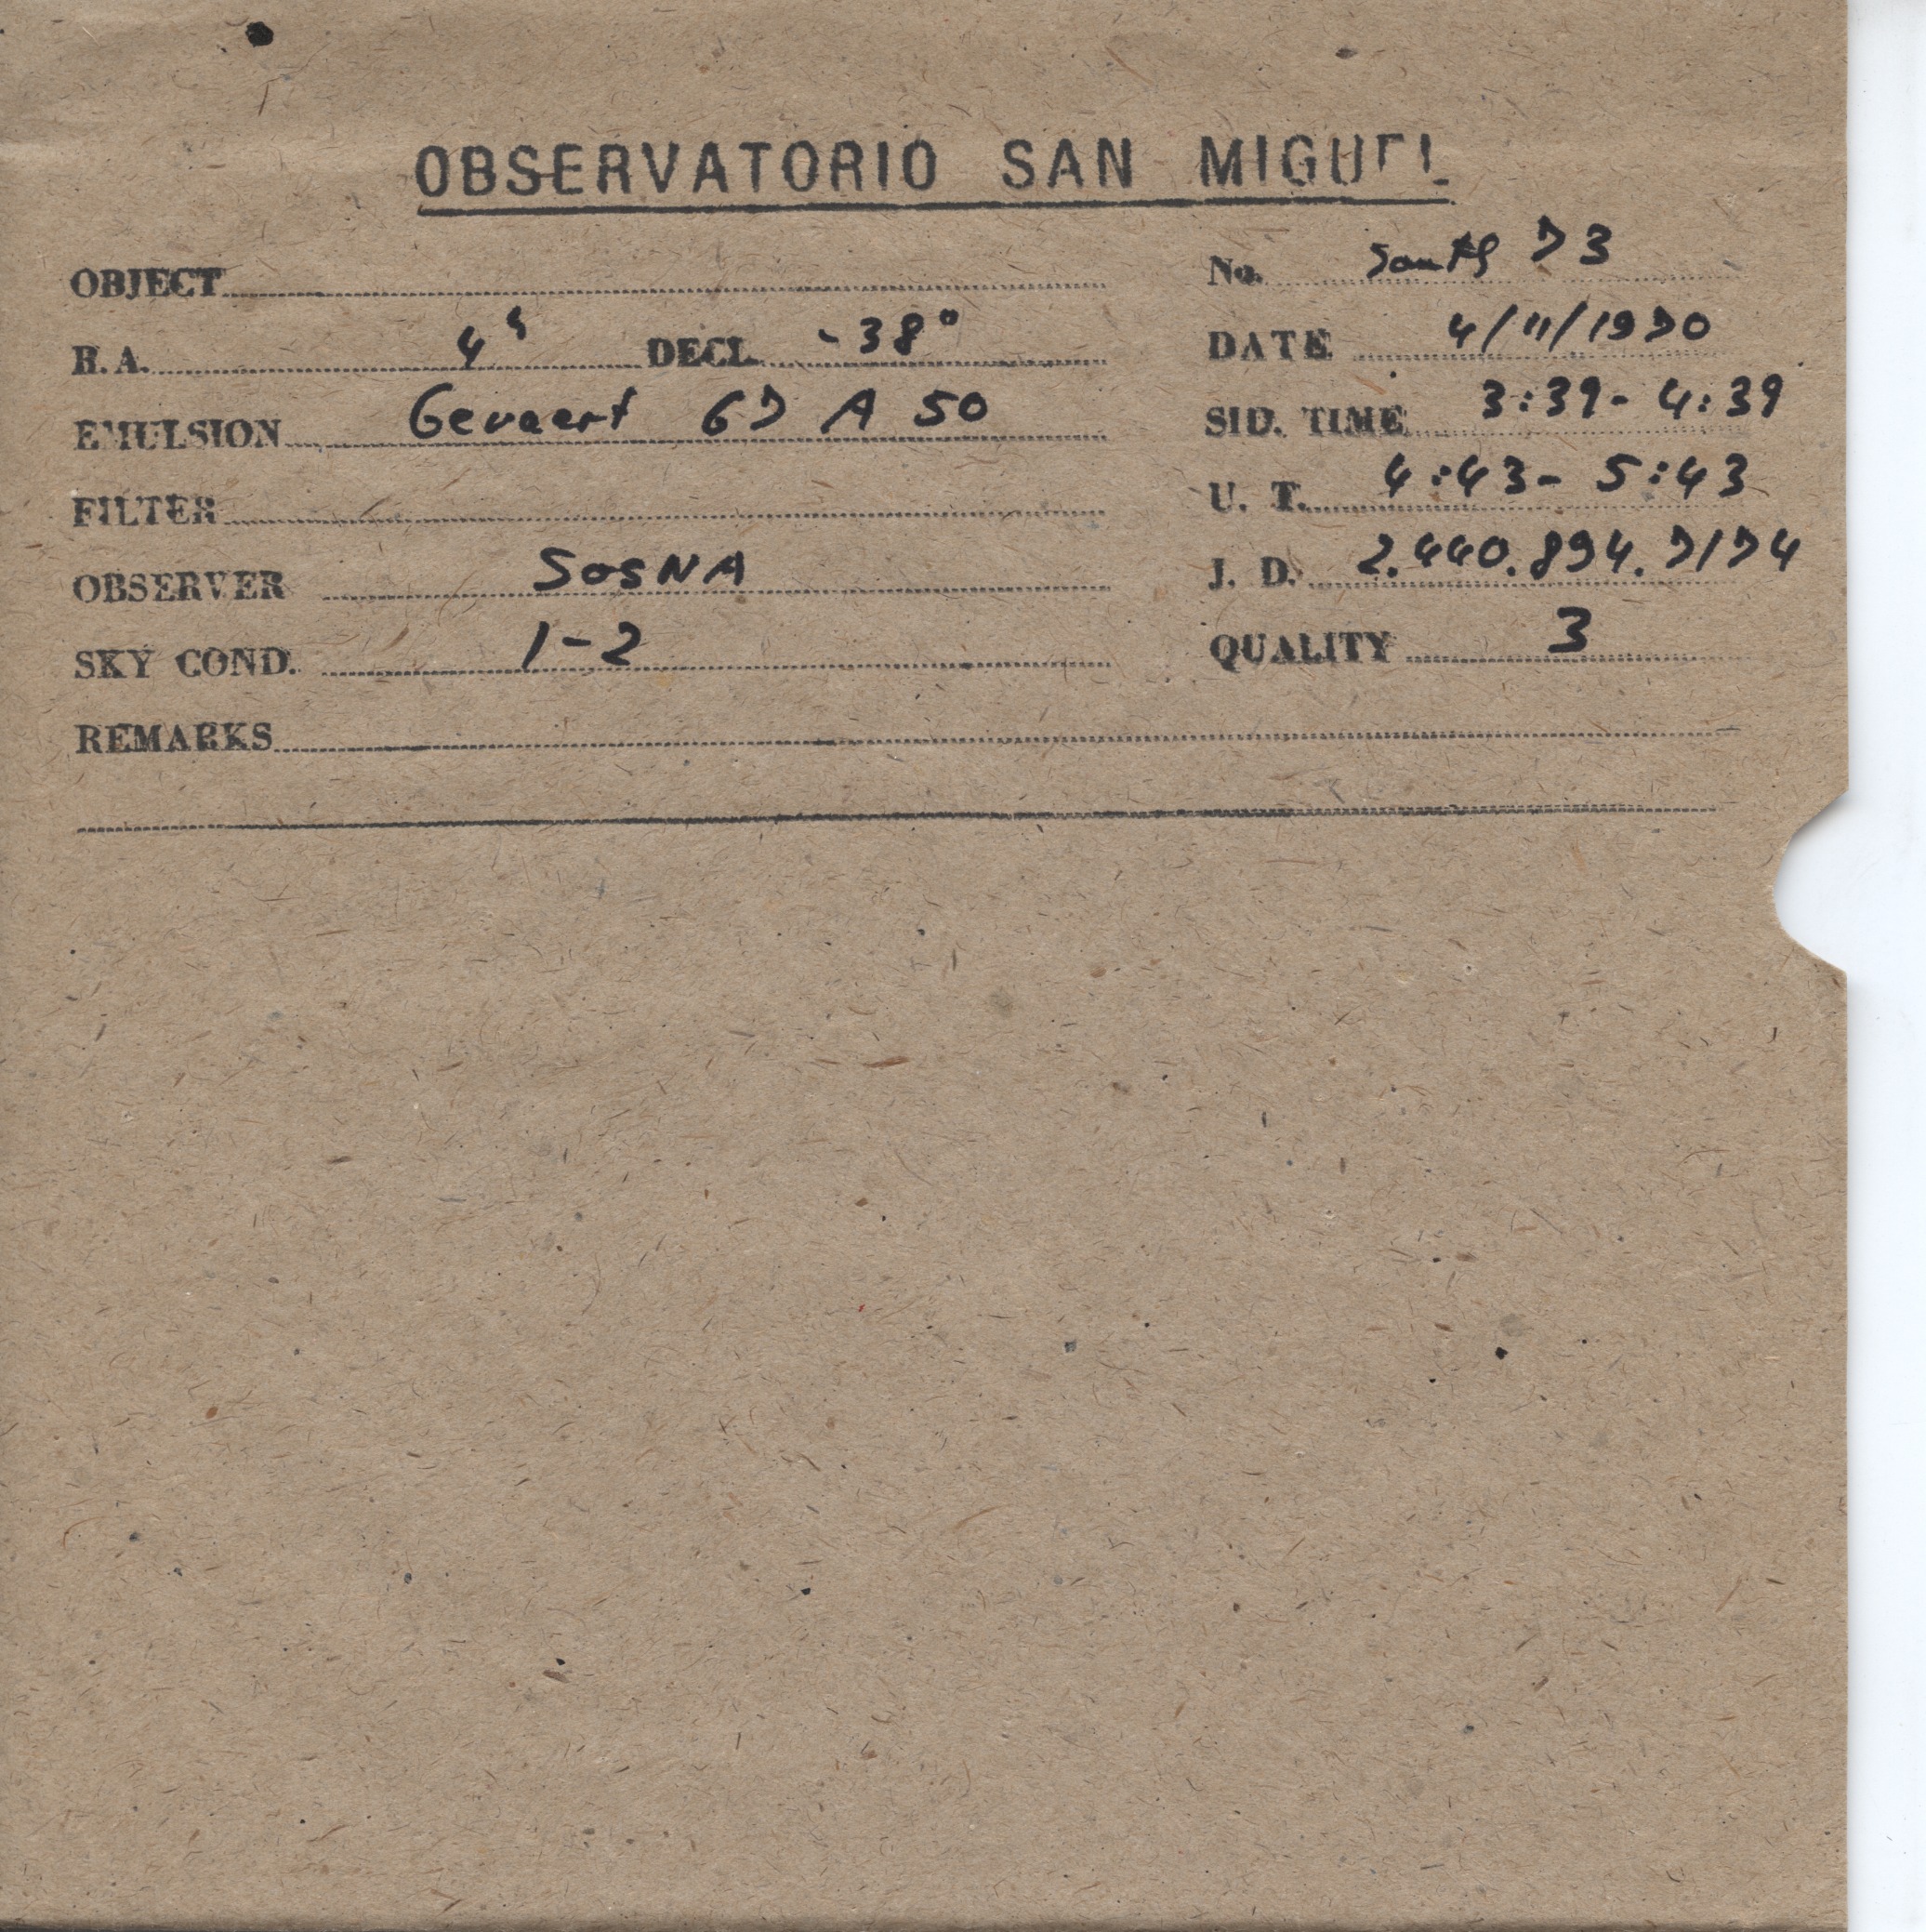 OBSERVATORIO SAN MIGUEL
OBJECT
No. South 73
R.A. 4h DECL. -38°
DATE 4/11/1970
EMULSION Gevaert 67 A 50
SID. TIME 3:39- 4:39
FILTER
U. T. 4:43- 5:43
OBSERVER SOSNA
J. D. 2.440.894.7174
SKY COND. 1-2
QUALITY 3
REMARKS